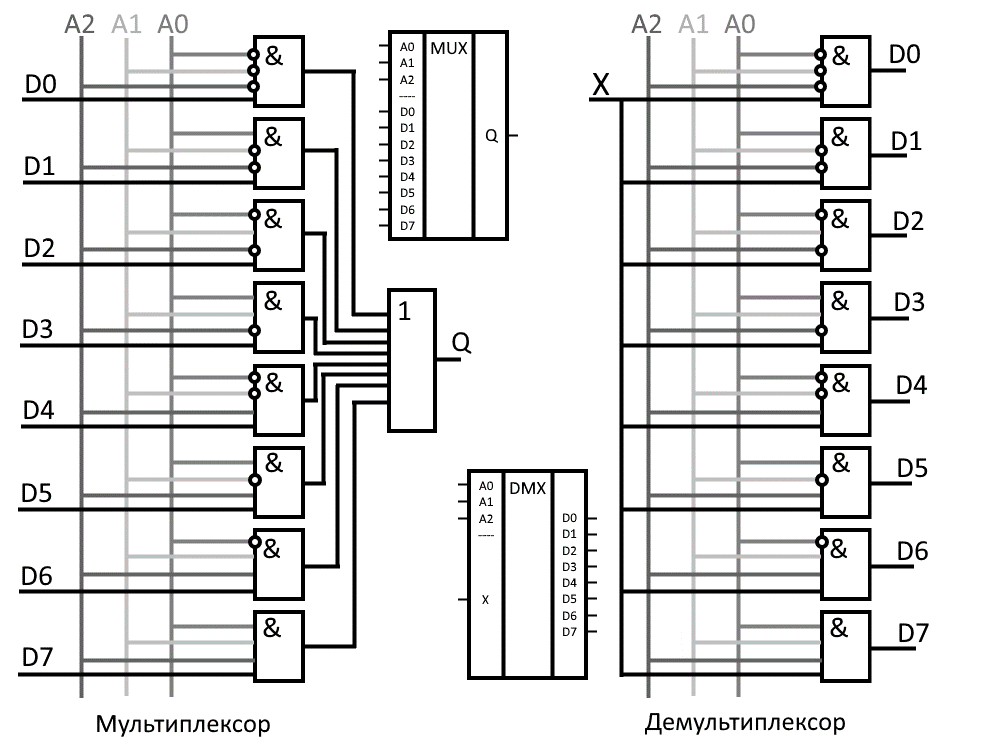 A2 A1 A0
&
D0
&
D1
&
D2
&
D3
&
D4
&
D5
&
D6
&
D7
1
Q
Мультиплексор
MUX
A0
A1
A2
----
D0
D1
D2
D3
D4
D5
D6
D7
Q
DMX
A0
A1
A2
----
X
D0
D1
D2
D3
D4
D5
D6
D7
A2 A1 A0
X
& D0
& D1
& D2
& D3
& D4
& D5
& D6
& D7
Демультиплексор